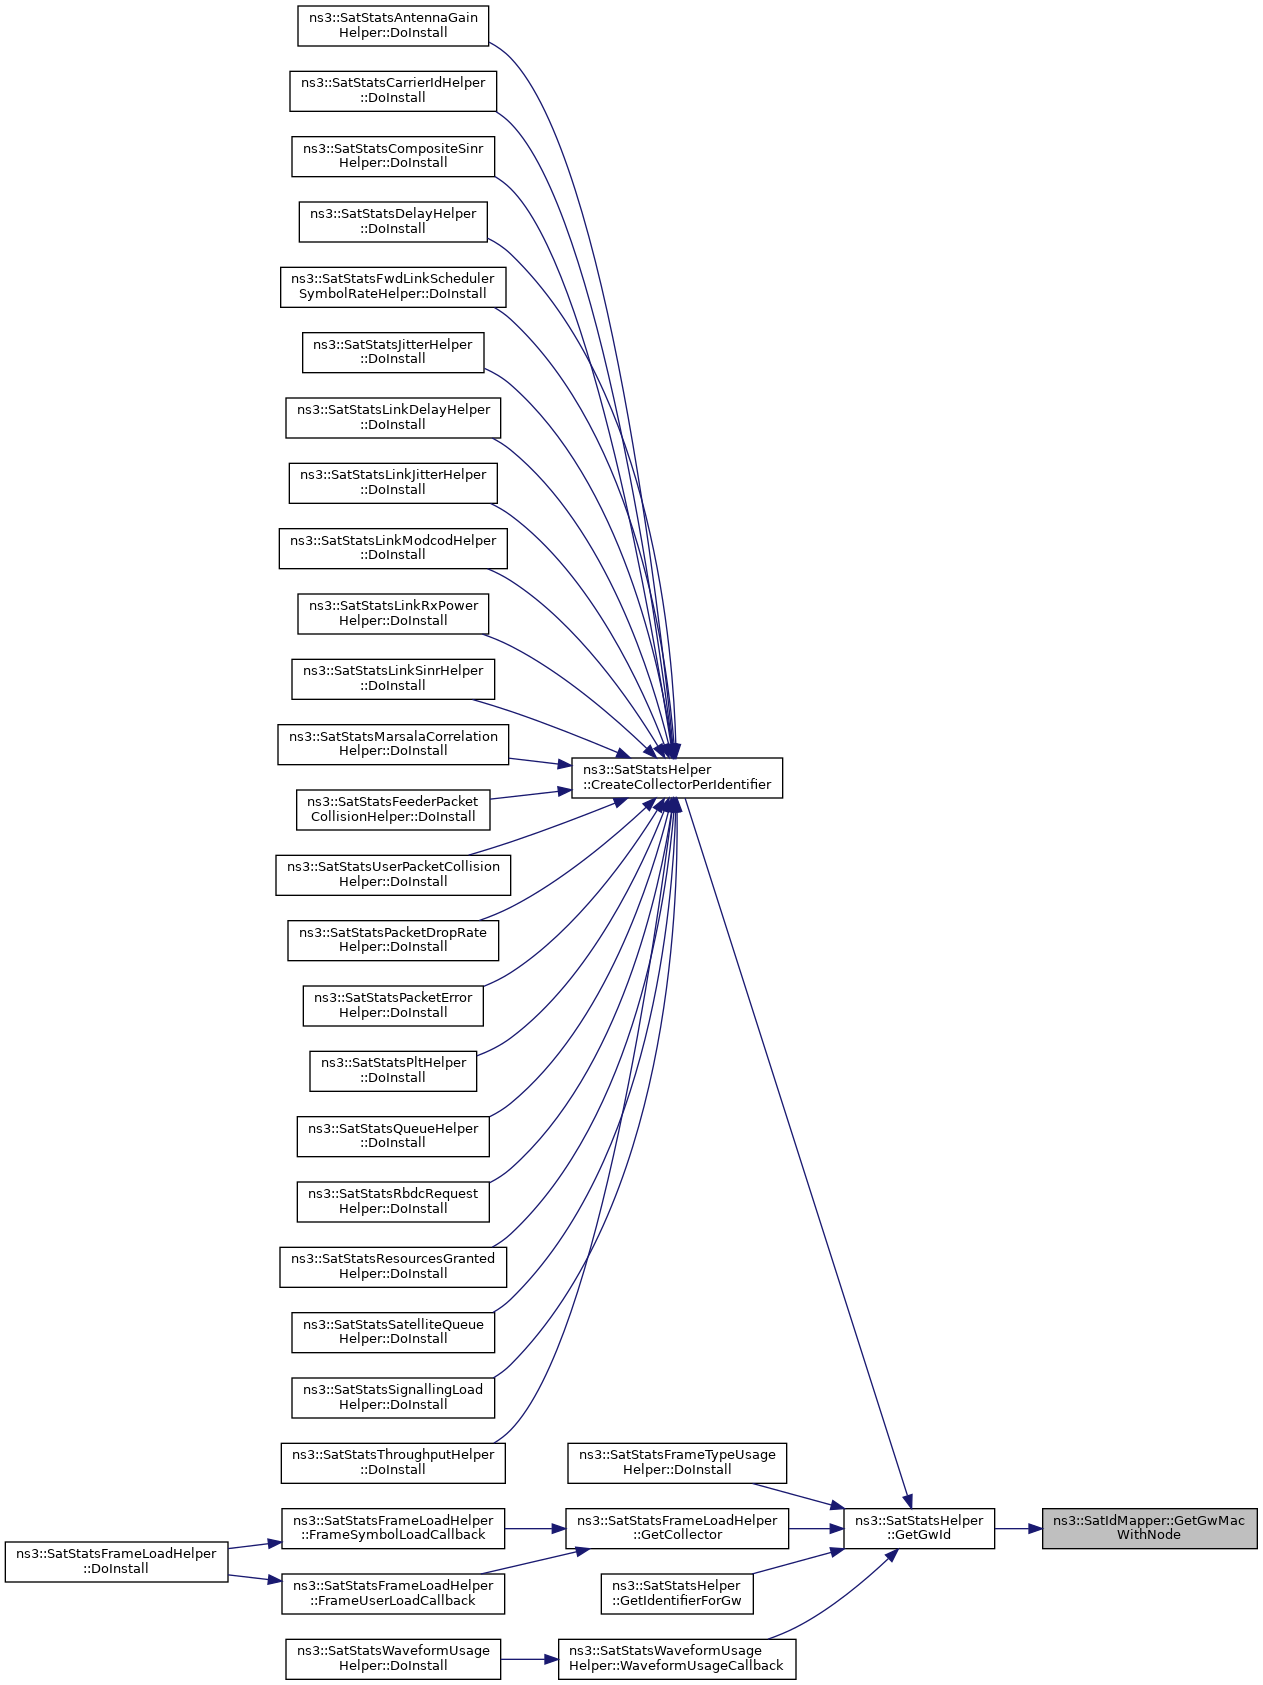 ns3::SatStatsAntennaGain
Helper::DoInstall
ns3::SatStatsCarrierIdHelper
::DoInstall
ns3::SatStatsCompositeSinr
Helper::DoInstall
ns3::SatStatsDelayHelper
::DoInstall
ns3::SatStatsFwdLinkScheduler
SymbolRateHelper::DoInstall
ns3::SatStatsJitterHelper
::DoInstall
ns3::SatStatsLinkDelayHelper
::DoInstall
ns3::SatStatsLinkJitterHelper
::DoInstall
ns3::SatStatsLinkModcodHelper
::DoInstall
ns3::SatStatsLinkRxPower
Helper::DoInstall
ns3::SatStatsLinkSinrHelper
::DoInstall
ns3::SatStatsMarsalaCorrelation
Helper::DoInstall
ns3::SatStatsHelper
::CreateCollectorPerIdentifier
ns3::SatStatsFeederPacket
CollisionHelper::DoInstall
ns3::SatStatsUserPacketCollision
Helper::DoInstall
ns3::SatStatsPacketDropRate
Helper::DoInstall
ns3::SatStatsPacketError
Helper::DoInstall
ns3::SatStatsPltHelper
::DoInstall
ns3::SatStatsQueueHelper
::DoInstall
ns3::SatStatsRbdcRequest
Helper::DoInstall
ns3::SatStatsResourcesGranted
Helper::DoInstall
ns3::SatStatsSatelliteQueue
Helper::DoInstall
ns3::SatStatsSignallingLoad
Helper::DoInstall
ns3::SatStatsThroughputHelper
::DoInstall
ns3::SatStatsFrameTypeUsage
Helper::DoInstall
ns3::SatStatsFrameLoadHelper
::FrameSymbolLoadCallback
ns3::SatStatsFrameLoadHelper
::GetCollector
ns3::SatStatsHelper
::GetGwId
ns3::SatIdMapper::GetGwMac
WithNode
ns3::SatStatsFrameLoadHelper
::DoInstall
ns3::SatStatsFrameLoadHelper
::FrameUserLoadCallback
ns3::SatStatsHelper
::GetIdentifierForGw
ns3::SatStatsWaveformUsage
Helper::DoInstall
ns3::SatStatsWaveformUsage
Helper::WaveformUsageCallback